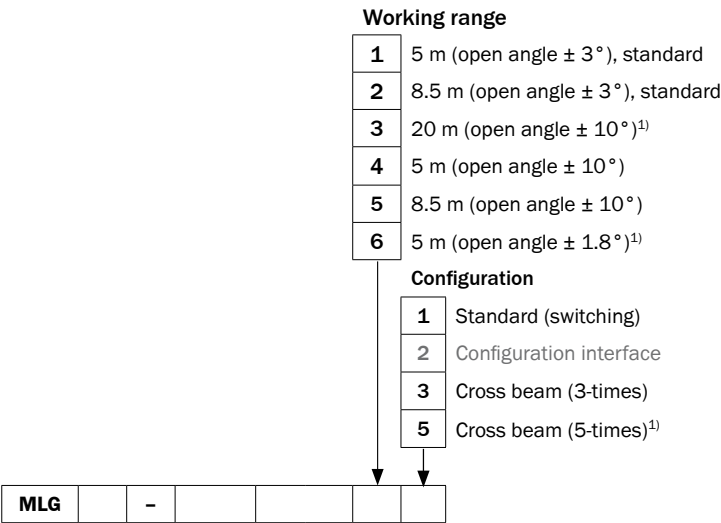 Working range
1 5 m (open angle ± 3°), standard
2 8.5 m (open angle ± 3°), standard
3 20 m (open angle ± 10°)1)
4 5 m (open angle ± 10°)
5 8.5 m (open angle ± 10°)
6 5 m (open angle ± 1.8°)1)
Configuration
1 Standard (switching)
2 Configuration interface
3 Cross beam (3-times)
5 Cross beam (5-times)1)
MLG –